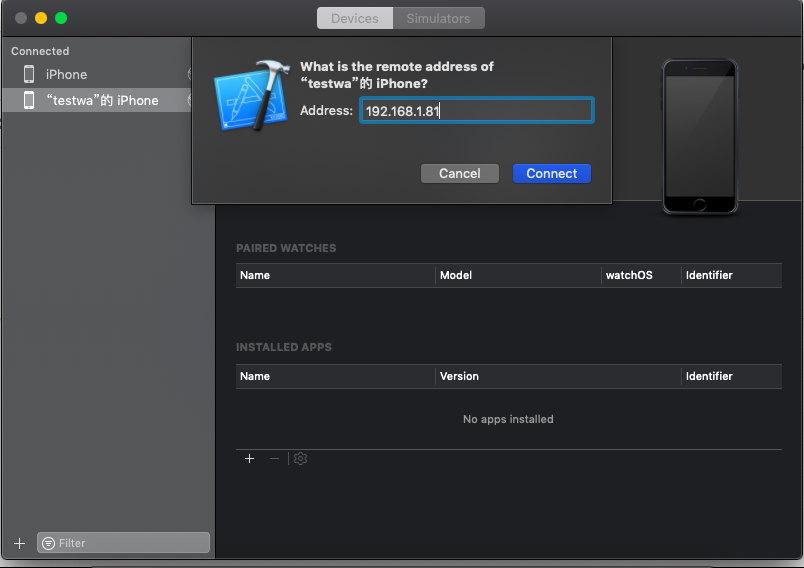 Devices
Simulators
Connected
iPhone
“testwa”的 iPhone
What is the remote address of
“testwa”的 iPhone?
Address: 192.168.1.81
Cancel
Connect
PAIRED WATCHES
Name Model watchOS Identifier
INSTALLED APPS
Name Version Identifier
No apps installed
Filter